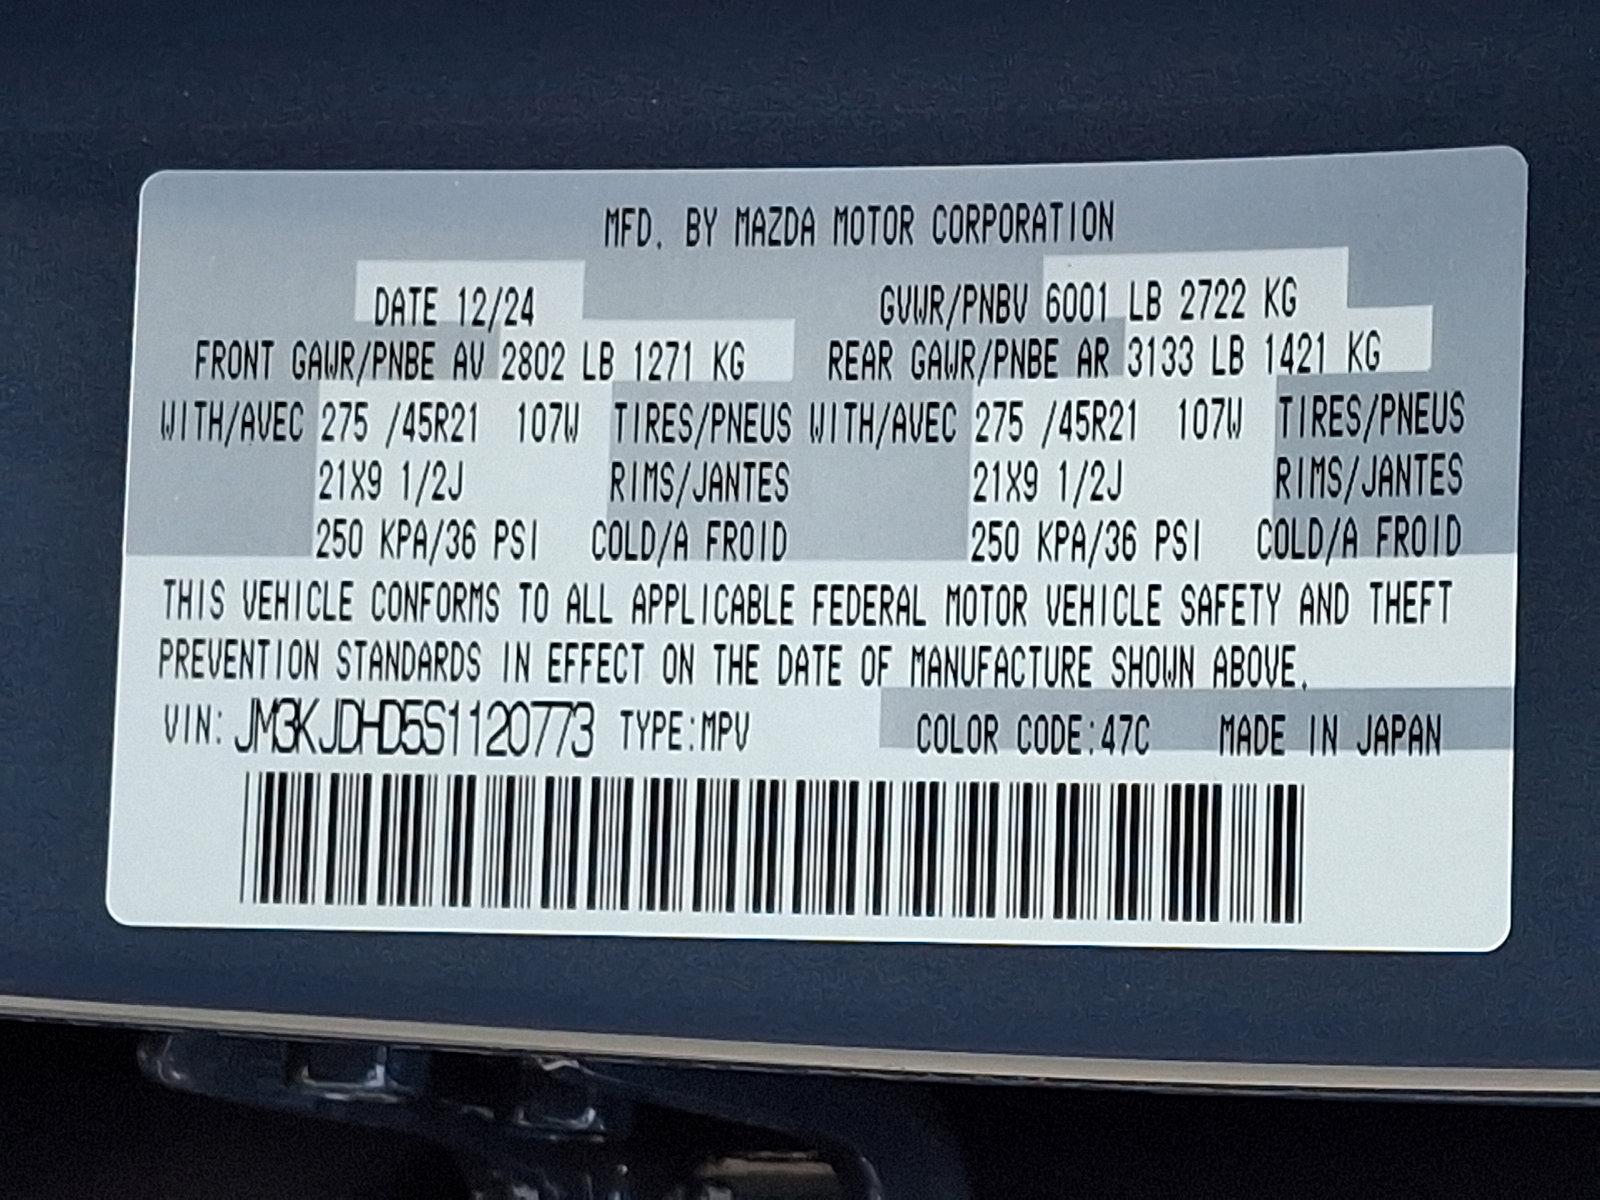 MFD. BY MAZDA MOTOR CORPORATION
DATE 12/24 GVWR/PNBV 6001 LB 2722 KG
FRONT GAWR/PNBE AV 2802 LB 1271 KG REAR GAWR/PNBE AR 3133 LB 1421 KG
WITH/AVEC 275 /45R21 107W TIRES/PNEUS WITH/AVEC 275 /45R21 107W TIRES/PNEUS
21X9 1/2J RIMS/JANTES 21X9 1/2J RIMS/JANTES
250 KPA/36 PSI COLD/A FROID 250 KPA/36 PSI COLD/A FROID
THIS VEHICLE CONFORMS TO ALL APPLICABLE FEDERAL MOTOR VEHICLE SAFETY AND THEFT
PREVENTION STANDARDS IN EFFECT ON THE DATE OF MANUFACTURE SHOWN ABOVE.
VIN: JM3KJDHD5S1120773 TYPE:MPV COLOR CODE:47C MADE IN JAPAN